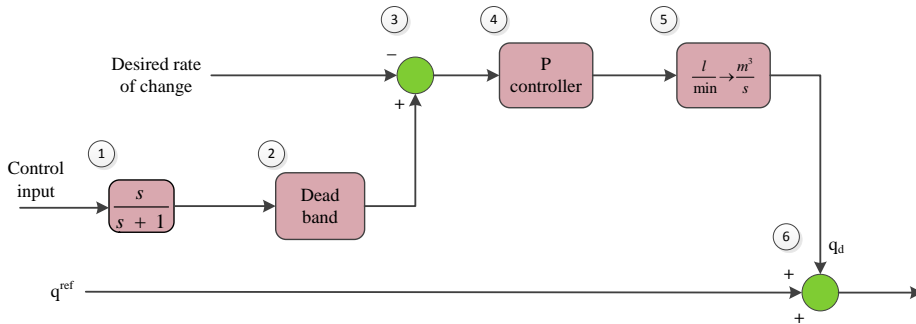 3
4
5
−
Desired rate
of change
P
controller
l/min → m³/s
+
1
2
Control
input
s
s + 1
Dead
band
6
q_d
+
q^ref
+